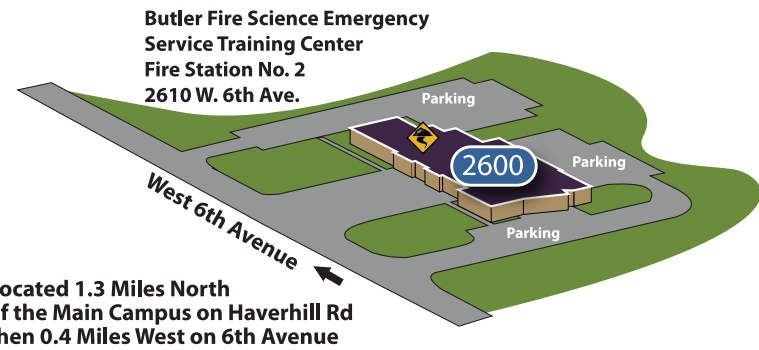 Butler Fire Science Emergency
Service Training Center
Fire Station No. 2
2610 W. 6th Ave.
Parking
2600
Parking
Parking
West 6th Avenue
ocated 1.3 Miles North
f the Main Campus on Haverhill Rd
hen 0.4 Miles West on 6th Avenue